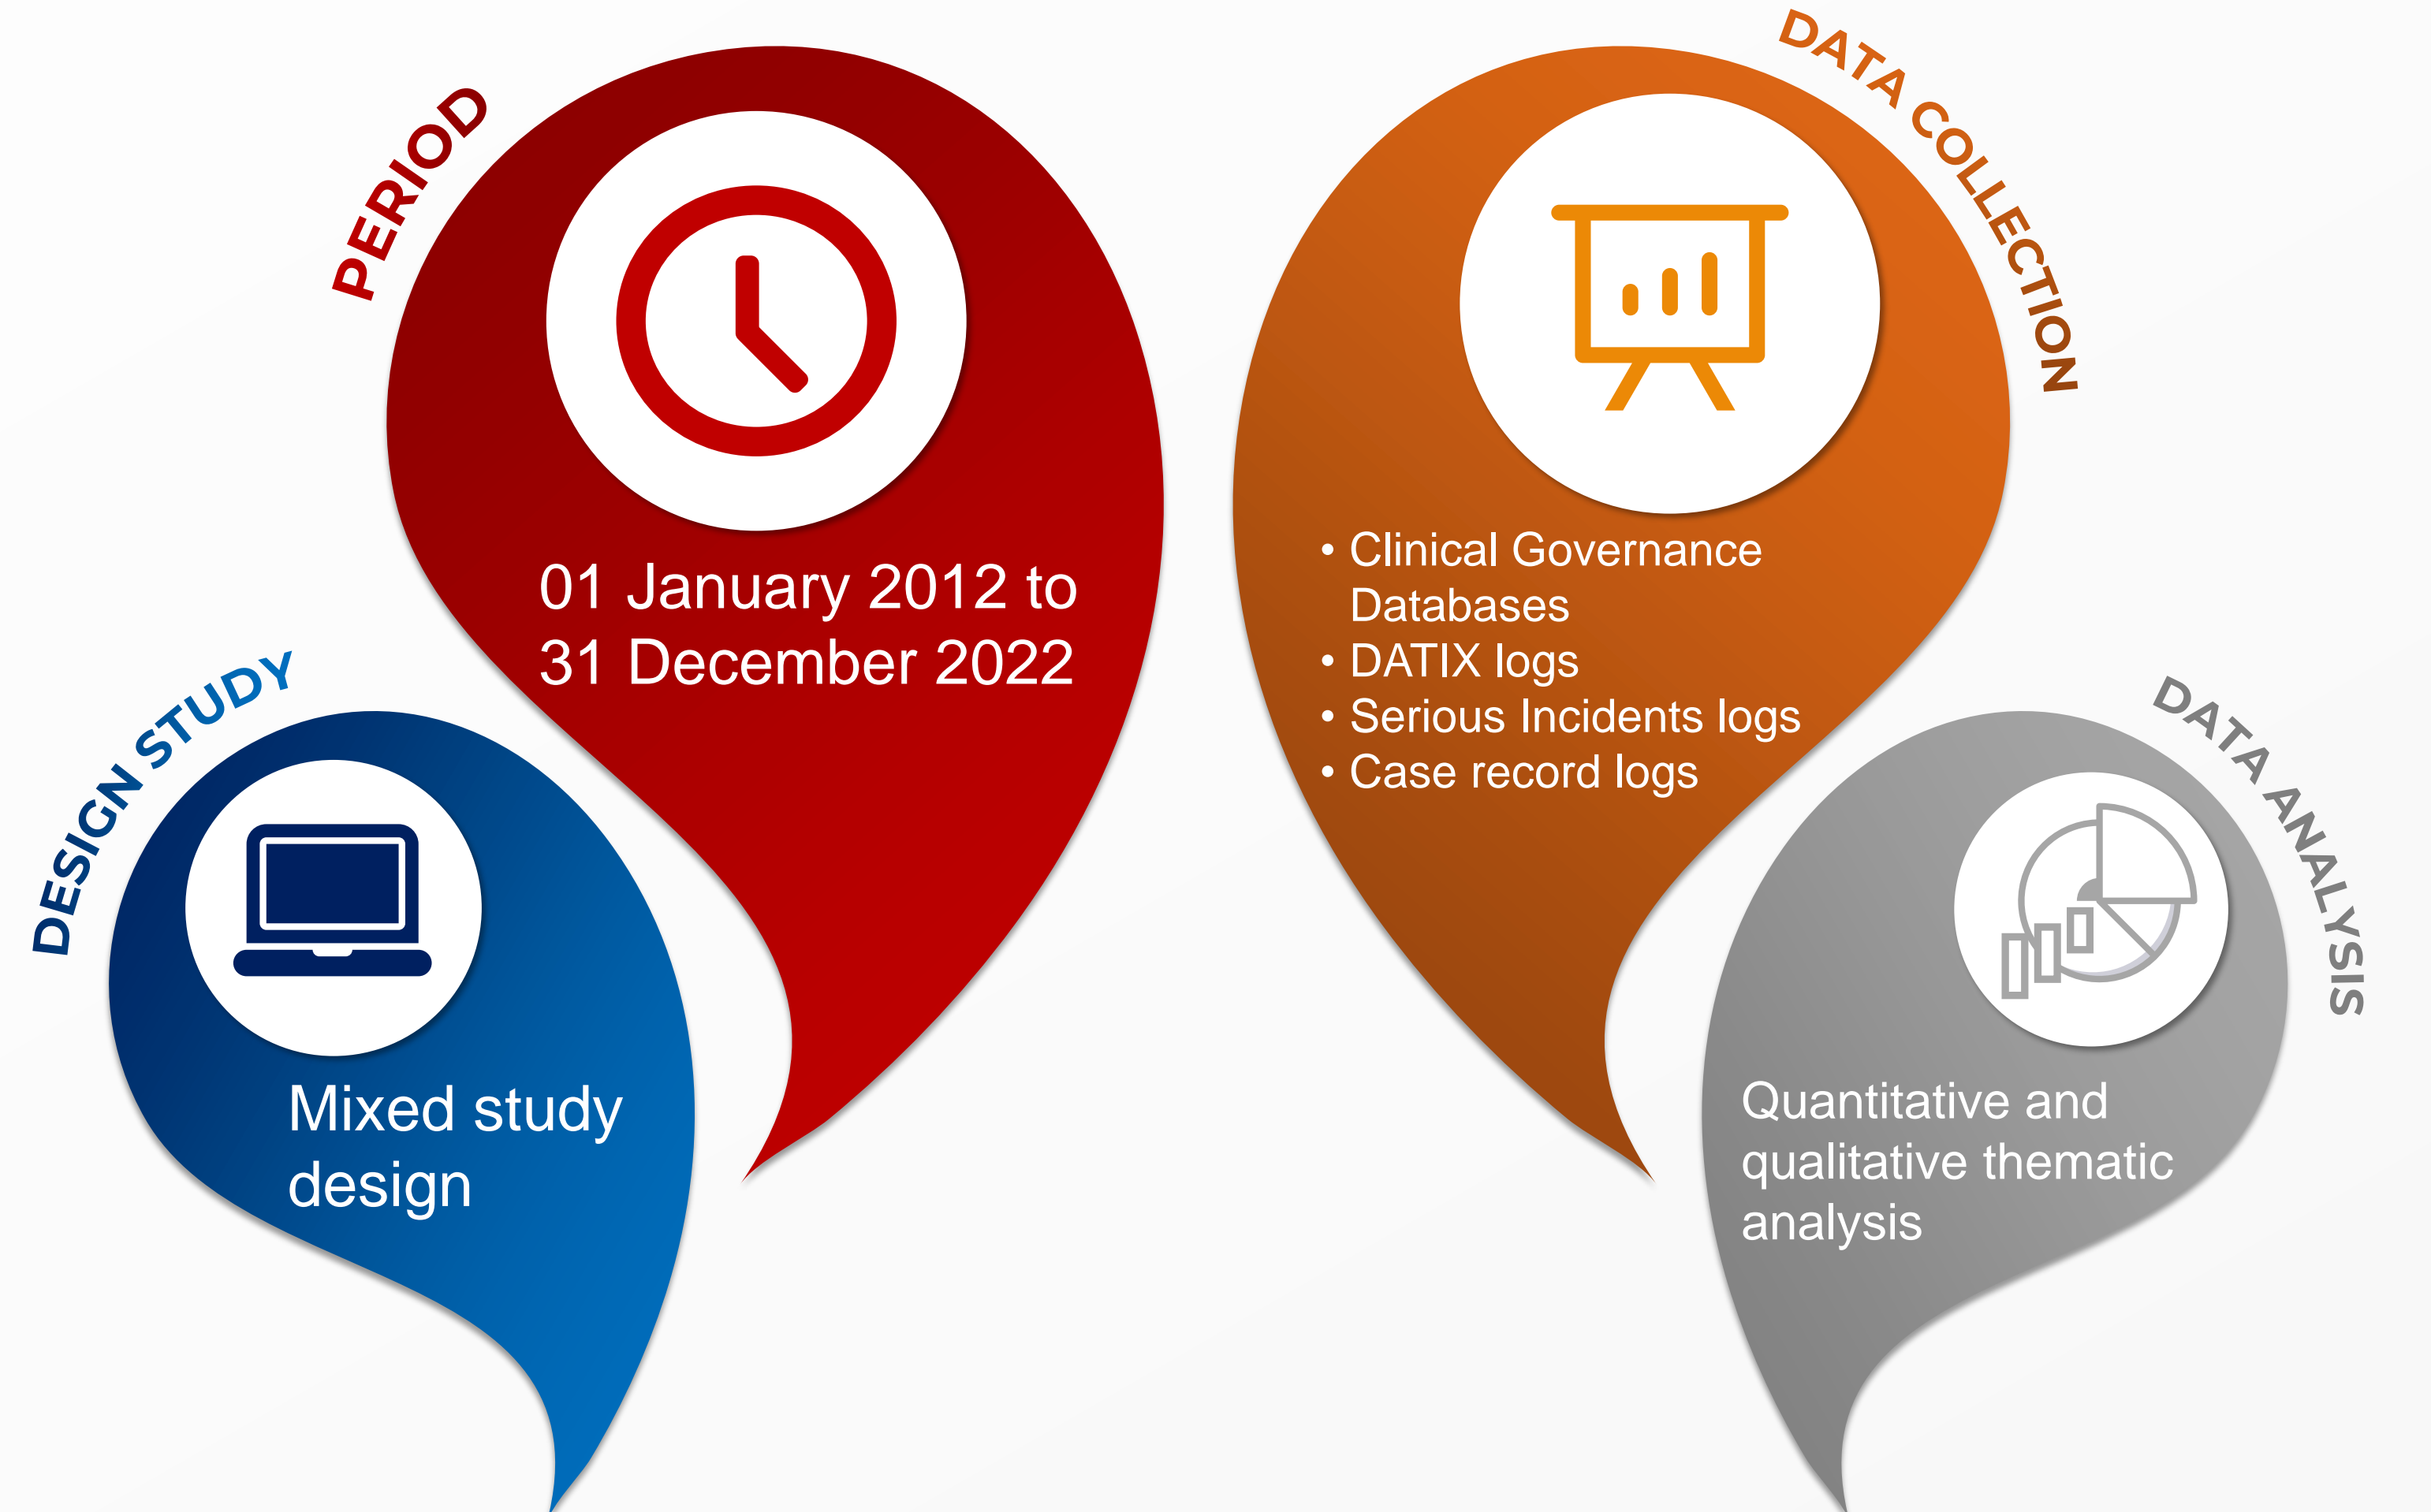 DESIGN STUDY
Mixed study
design
PERIOD
01 January 2012 to
31 December 2022
DATA COLLECTION
• Clinical Governance
Databases
• DATIX logs
• Serious Incidents logs
• Case record logs
DATA ANALYSIS
Quantitative and
qualitative thematic
analysis